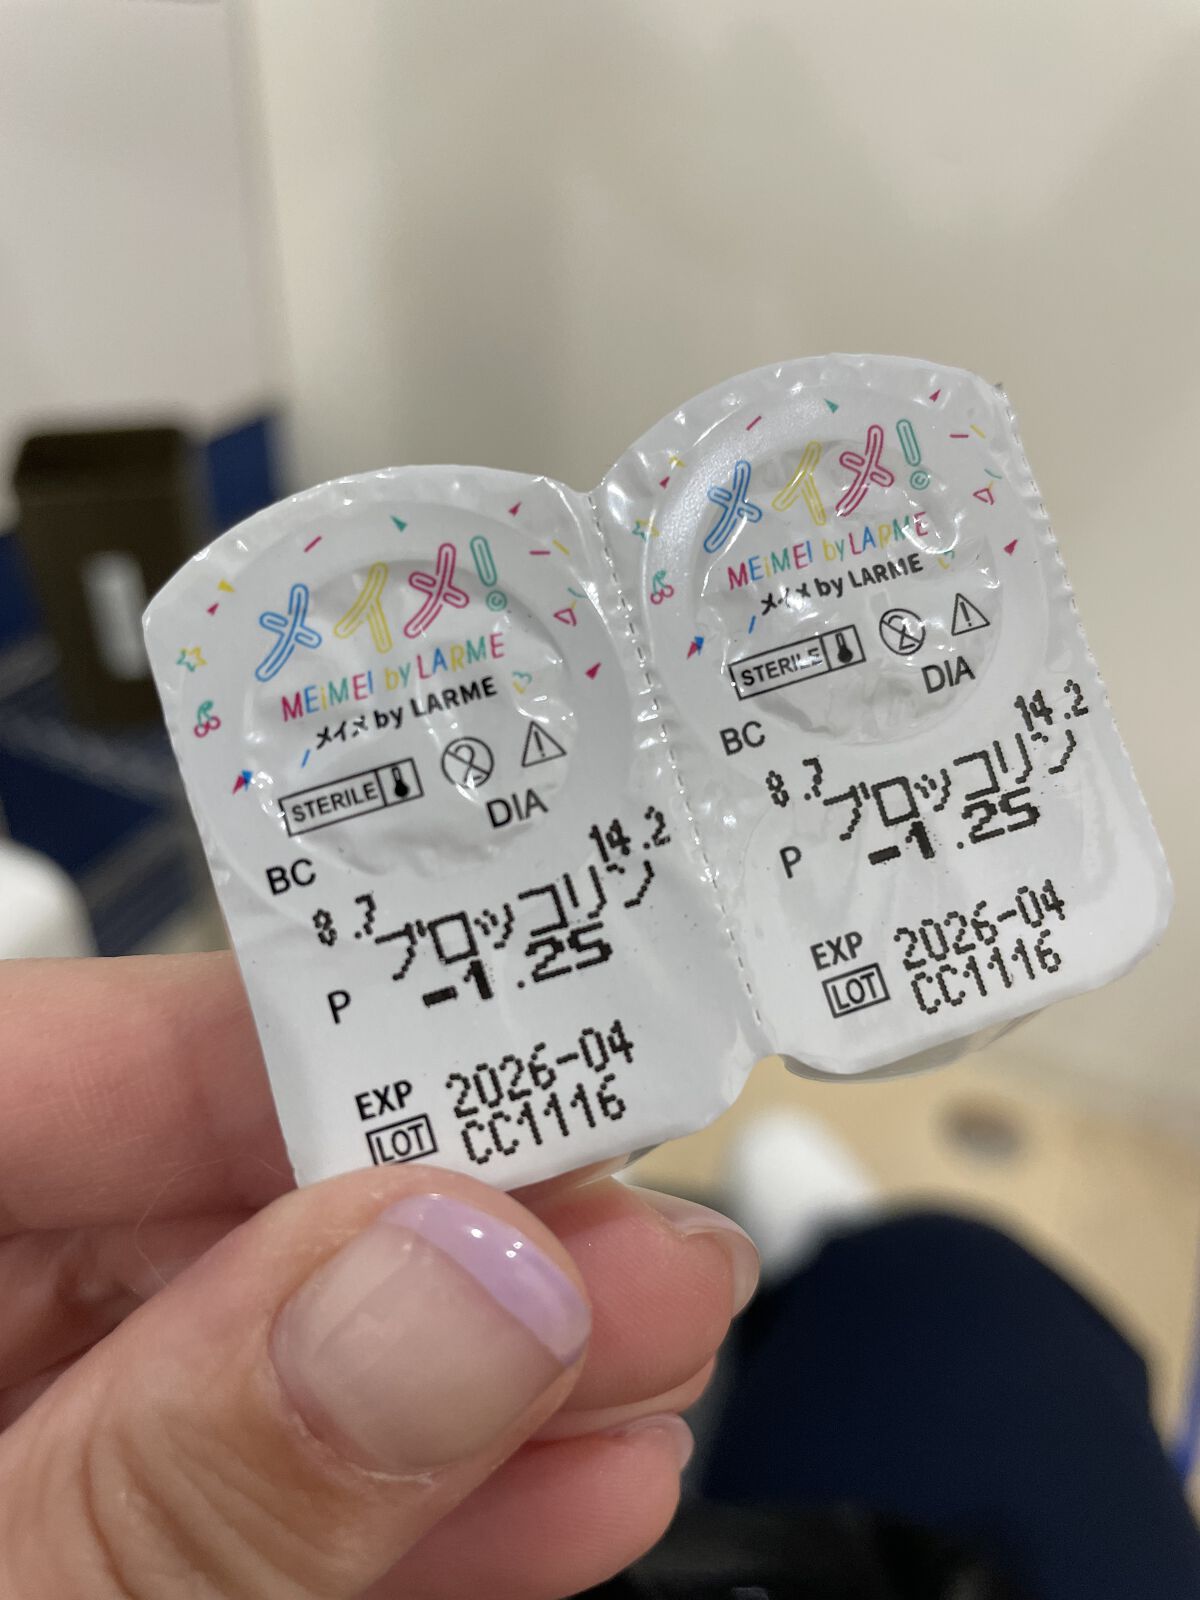 メイメ!©
MEiMEI by LARME
メイメ by LARME
STERILE 2
DIA
BC
14.2
8.7
ブロッコリン
P -1.25
EXP 2026-04
LOT CC1116
メイメ!©
MEiMEI by LARME
メイメ by LARME
STERILE 2
DIA
BC
14.2
8.7
ブロッコリン
P -1.25
EXP 2026-04
LOT CC1116